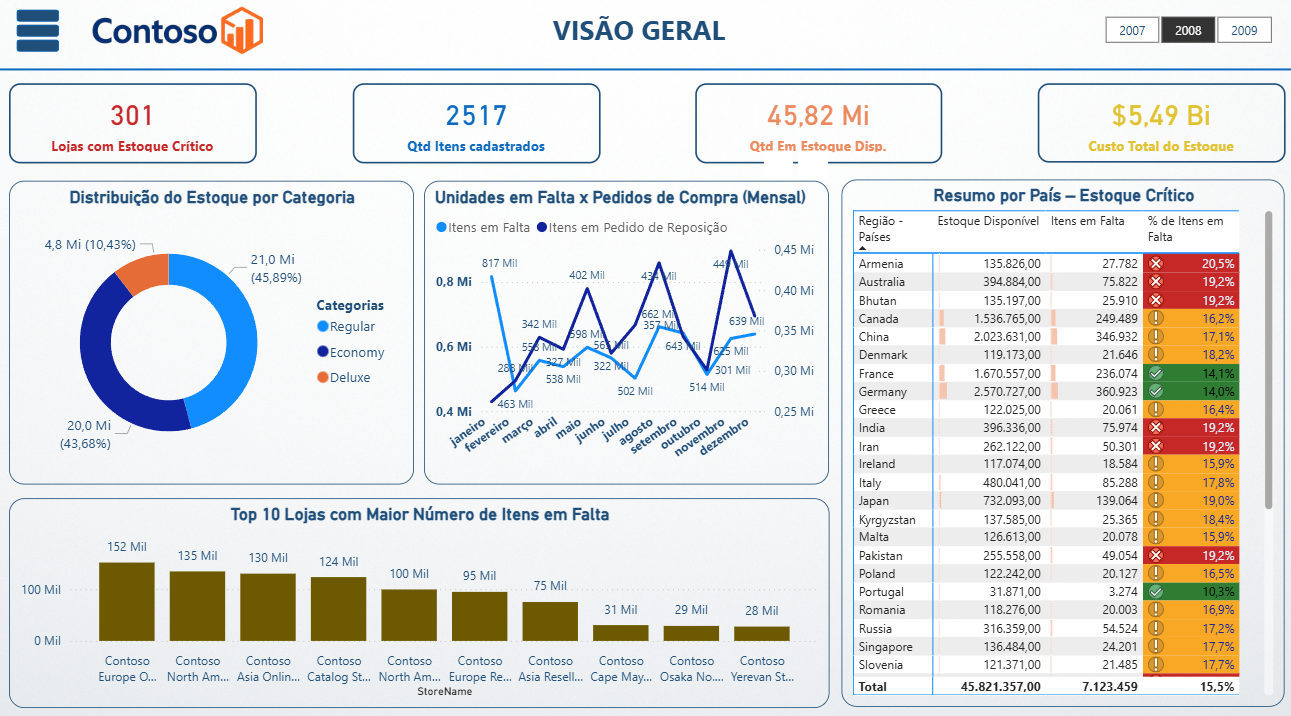 Contoso
VISÃO GERAL
2007
2008
2009
301
Lojas com Estoque Crítico
2517
Qtd Itens cadastrados
45,82 Mi
Qtd Em Estoque Disp.
$5,49 Bi
Custo Total do Estoque
Distribuição do Estoque por Categoria
4,8 Mi (10,43%)
21,0 Mi
(45,89%)
20,0 Mi
(43,68%)
Categorias
Regular
Economy
Deluxe
Unidades em Falta x Pedidos de Compra (Mensal)
Itens em Falta
Itens em Pedido de Reposição
0,8 Mi
0,6 Mi
0,4 Mi
0,45 Mi
0,40 Mi
0,35 Mi
0,30 Mi
0,25 Mi
817 Mil
463 Mil
342 Mil
327 Mil
538 Mil
402 Mil
598 Mil
322 Mil
502 Mil
662 Mil
357 Mil
643 Mil
514 Mil
301 Mil
449 Mil
625 Mil
639 Mil
janeiro
fevereiro
março
abril
maio
junho
julho
agosto
setembro
outubro
novembro
dezembro
Top 10 Lojas com Maior Número de Itens em Falta
100 Mil
0 Mil
152 Mil
135 Mil
130 Mil
124 Mil
100 Mil
95 Mil
75 Mil
31 Mil
29 Mil
28 Mil
Contoso
Europe O...
Contoso
North Am...
Contoso
Asia Onlin...
Contoso
Catalog St...
Contoso
North Am...
Contoso
Europe Re...
Contoso
Asia Resell...
Contoso
Cape May...
Contoso
Osaka No....
Contoso
Yerevan St...
StoreName
Resumo por País – Estoque Crítico
Região - Países Estoque Disponível Itens em Falta % de Itens em Falta
Armenia 135.826,00 27.782 20,5%
Australia 394.884,00 75.822 19,2%
Bhutan 135.197,00 25.910 19,2%
Canada 1.536.765,00 249.489 16,2%
China 2.023.631,00 346.932 17,1%
Denmark 119.173,00 21.646 18,2%
France 1.670.557,00 236.074 14,1%
Germany 2.570.727,00 360.923 14,0%
Greece 122.025,00 20.061 16,4%
India 396.336,00 75.974 19,2%
Iran 262.122,00 50.301 19,2%
Ireland 117.074,00 18.584 15,9%
Italy 480.041,00 85.288 17,8%
Japan 732.093,00 139.064 19,0%
Kyrgyzstan 137.585,00 25.365 18,4%
Malta 126.613,00 20.078 15,9%
Pakistan 255.558,00 49.054 19,2%
Poland 122.242,00 20.127 16,5%
Portugal 31.871,00 3.274 10,3%
Romania 118.276,00 20.003 16,9%
Russia 316.359,00 54.524 17,2%
Singapore 136.484,00 24.201 17,7%
Slovenia 121.371,00 21.485 17,7%
Total 45.821.357,00 7.123.459 15,5%